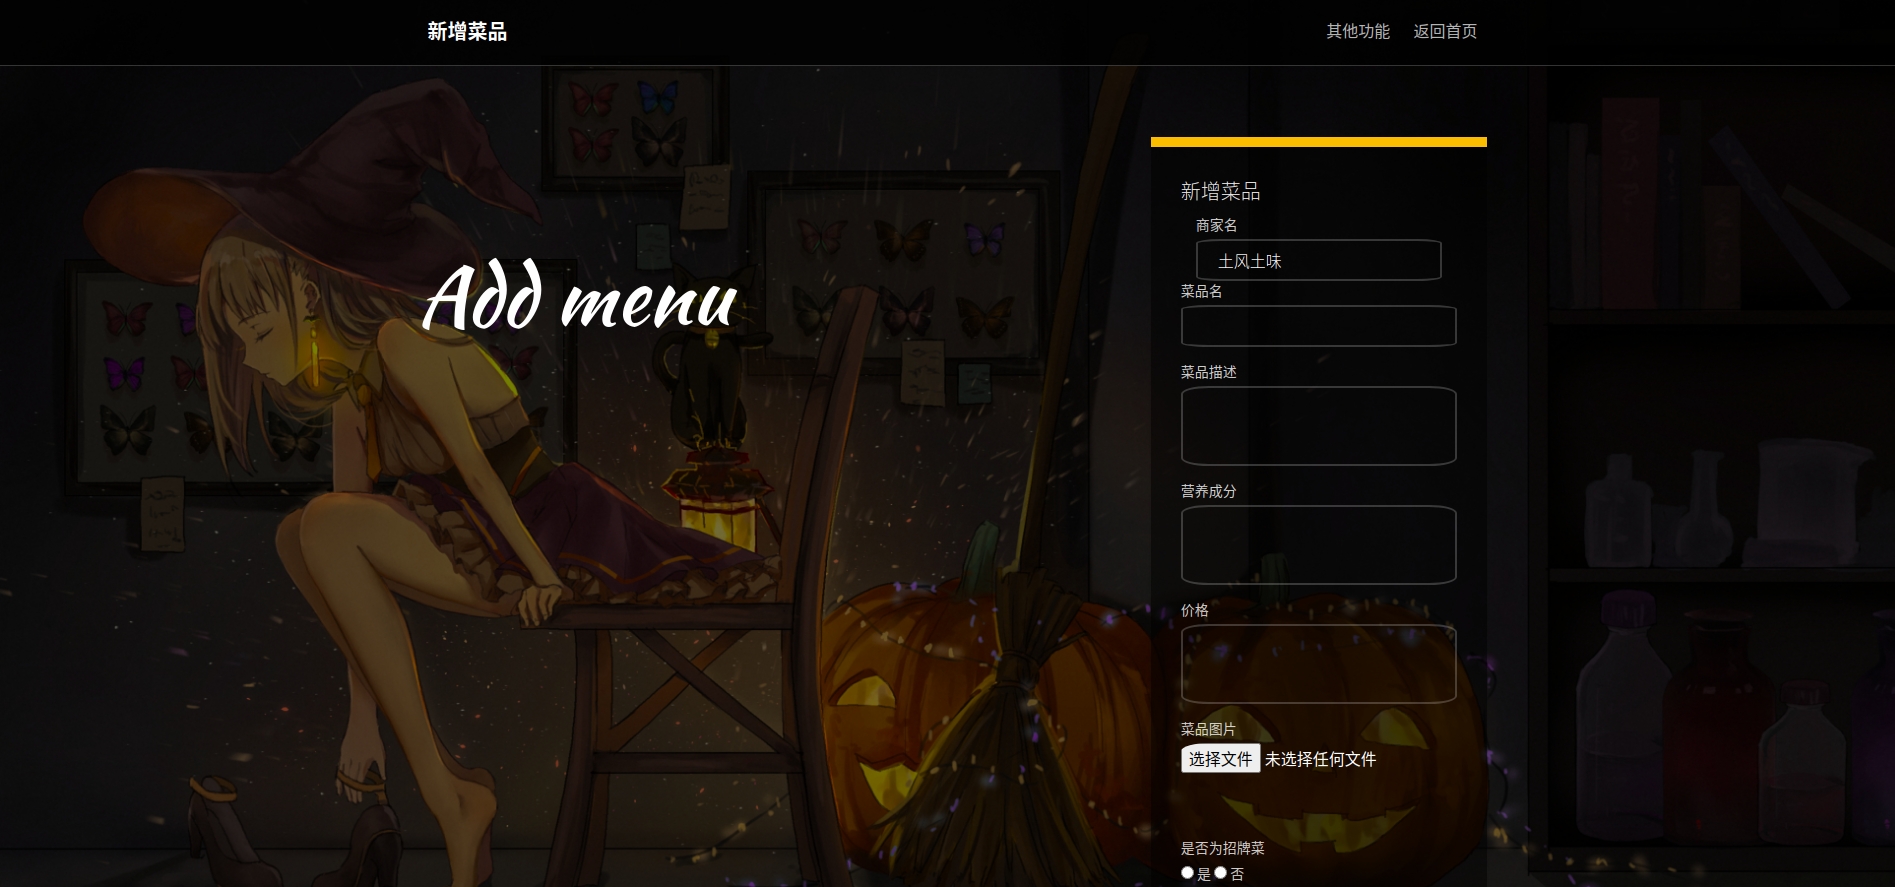 新增菜品
其他功能 返回首页
Add menu
新增菜品
商家名
土风土味
菜品名
菜品描述
营养成分
价格
菜品图片
选择文件 未选择任何文件
是否为招牌菜
是 否